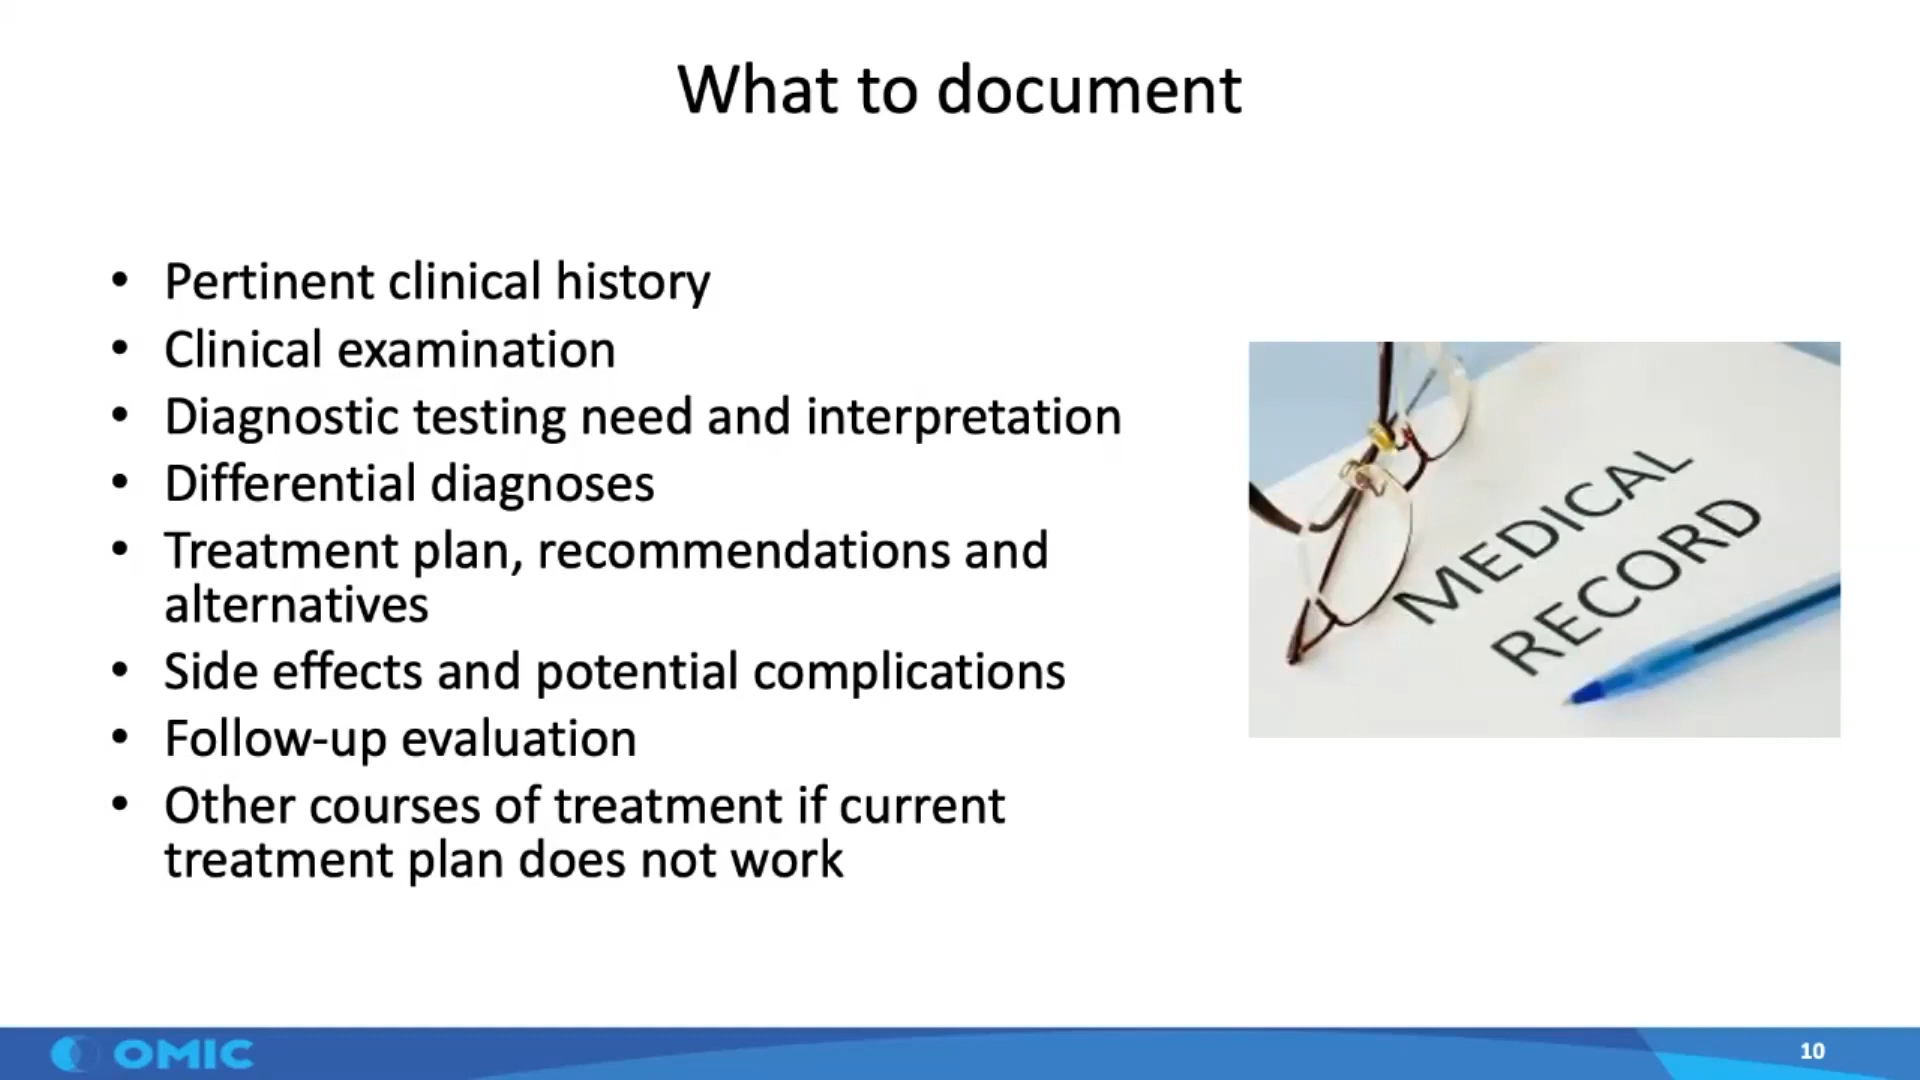 What to document
• Pertinent clinical history
• Clinical examination
• Diagnostic testing need and interpretation
• Differential diagnoses
• Treatment plan, recommendations and
alternatives
• Side effects and potential complications
• Follow-up evaluation
• Other courses of treatment if current
treatment plan does not work
MEDICAL
RECORD
OMIC
10